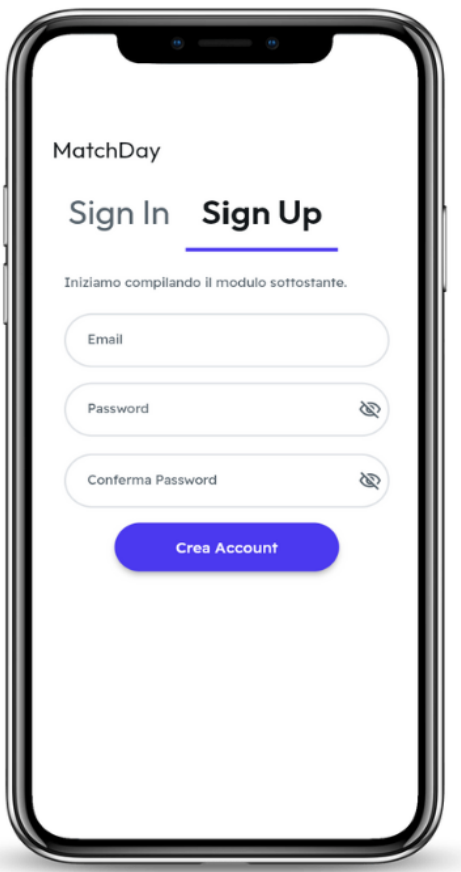 MatchDay
Sign In Sign Up
Iniziamo compilando il modulo sottostante.
Email
Password
Conferma Password
Crea Account